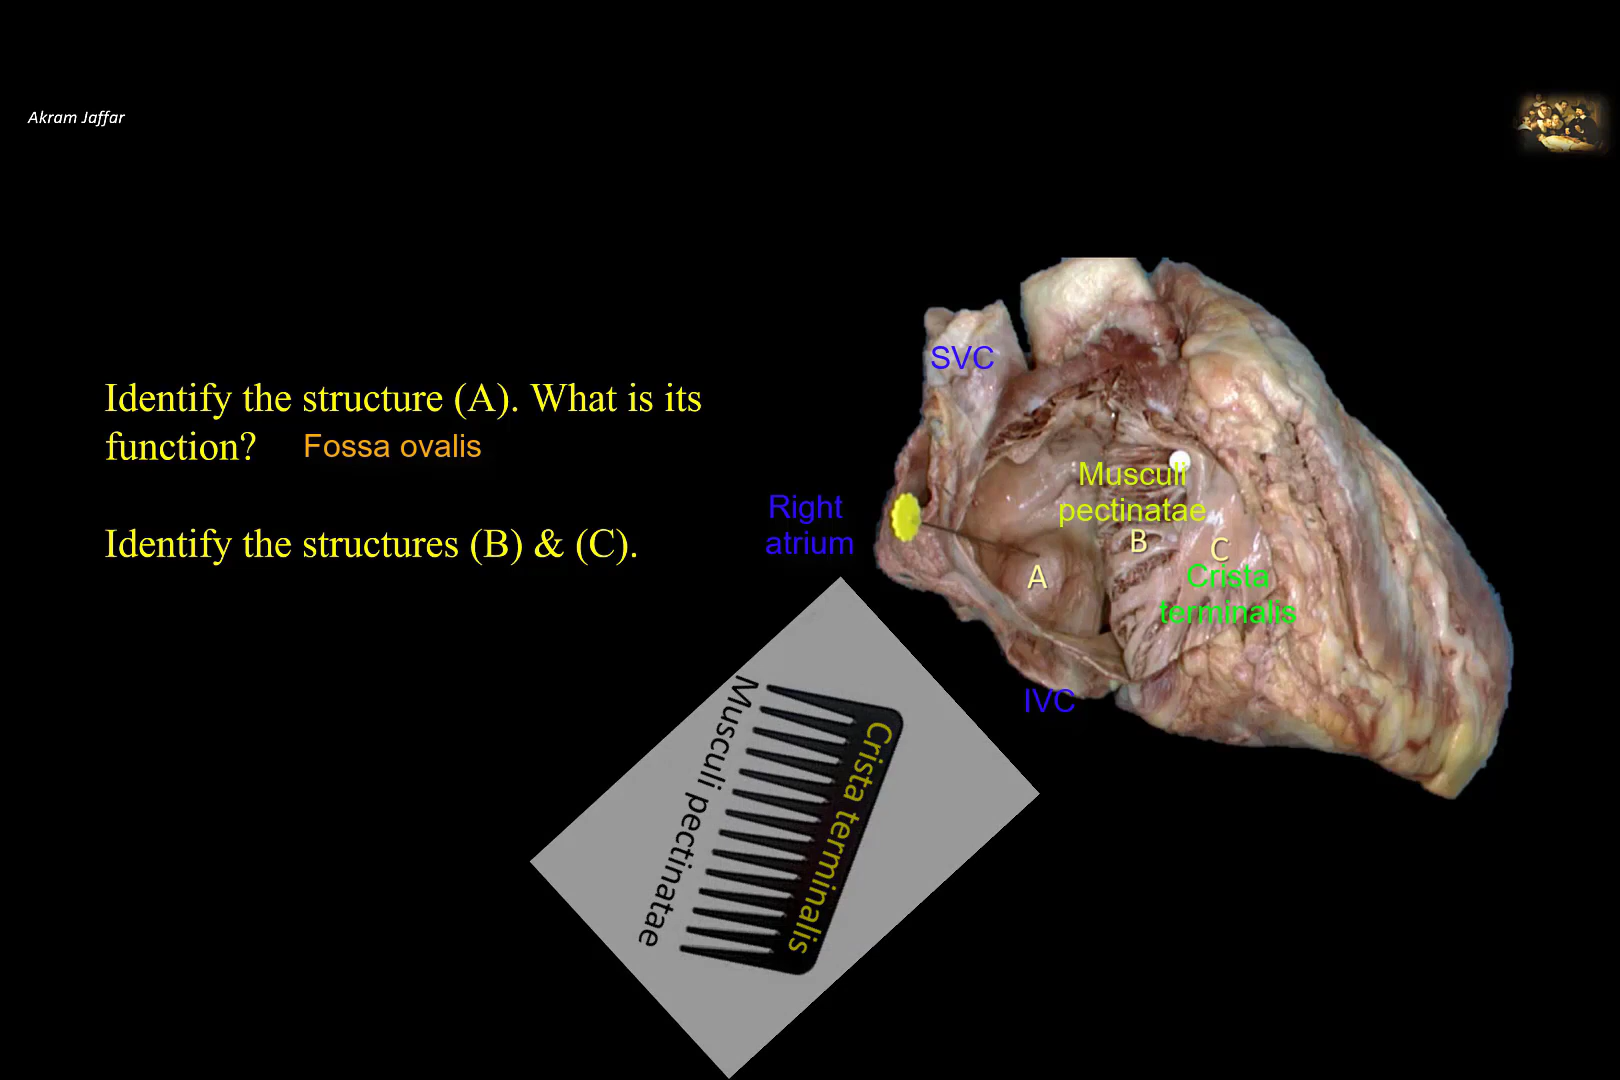 Akram Jaffar
Identify the structure (A). What is its
function?
Fossa ovalis
Identify the structures (B) & (C).
SVC
Right
atrium
Musculi
pectinatae
B
C
A
Crista
terminalis
IVC
Musculi pectinatae
Crista terminalis